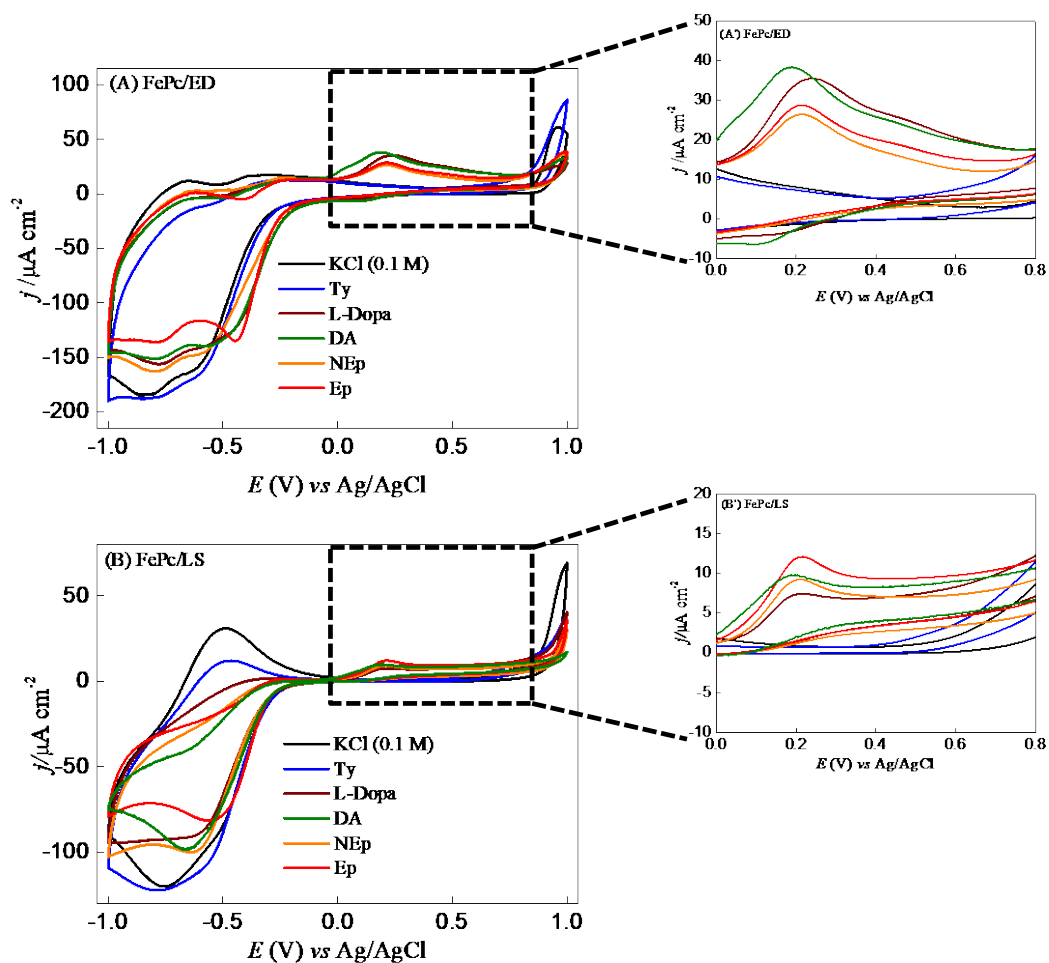 (A) FePc/ED
100
50
0
-50
-100
-150
-200
j /µA cm-2
KCl (0.1 M)
Ty
L-Dopa
DA
NEp
Ep
-1.0 -0.5 0.0 0.5 1.0
E (V) vs Ag/AgCl
(A') FePc/ED
50
40
30
20
10
0
-10
j /µA cm-2
0.0 0.2 0.4 0.6 0.8
E (V) vs Ag/AgCl
(B) FePc/LS
50
0
-50
-100
j/µA cm-2
KCl (0.1 M)
Ty
L-Dopa
DA
NEp
Ep
-1.0 -0.5 0.0 0.5 1.0
E (V) vs Ag/AgCl
(B') FePc/LS
20
15
10
5
0
-5
-10
j/µA cm-2
0.0 0.2 0.4 0.6 0.8
E (V) vs Ag/AgCl